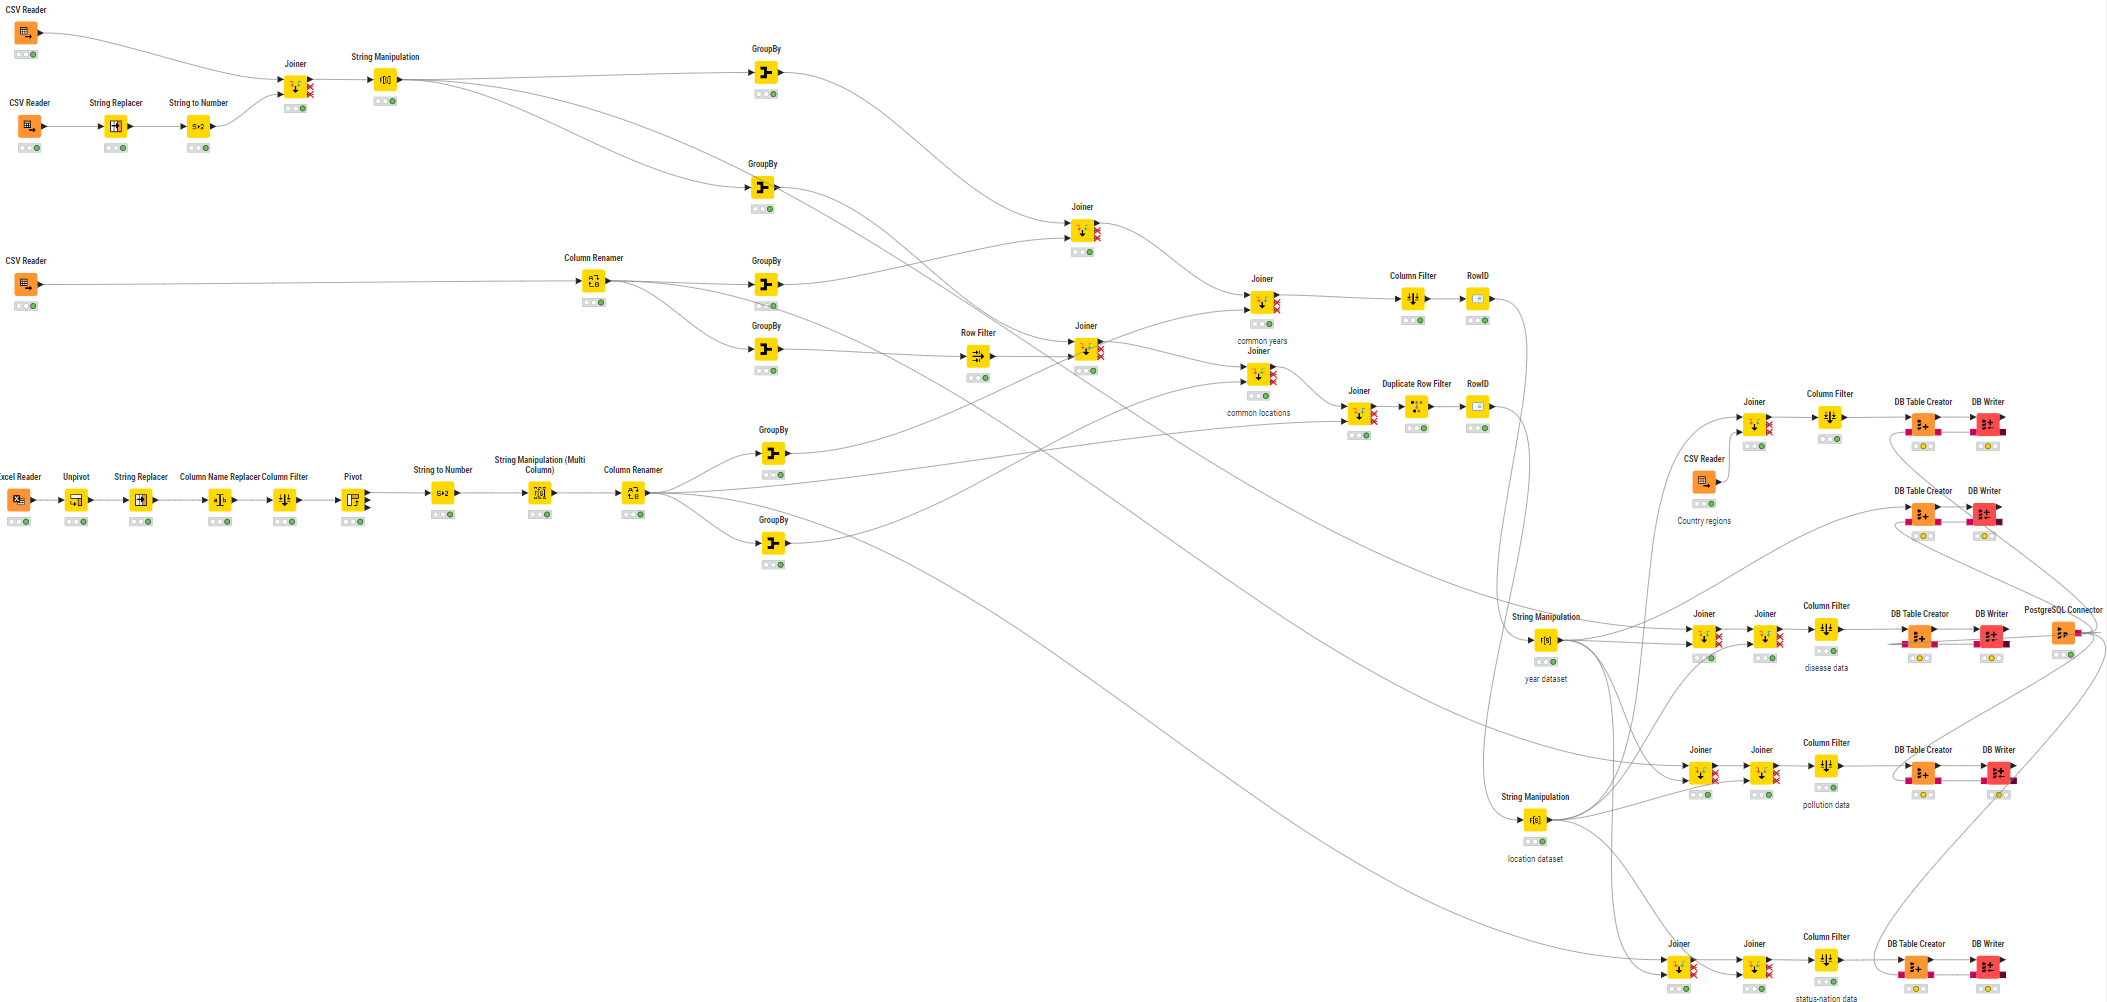 CSV Reader
Joiner
String Manipulation
GroupBy
CSV Reader
String Replacer
String to Number
GroupBy
Joiner
CSV Reader
Column Renamer
GroupBy
Joiner
common years
Column Filter
RowID
GroupBy
Row Filter
Joiner
Joiner
common locations
Joiner
Duplicate Row Filter
RowID
GroupBy
Excel Reader
Unpivot
String Replacer
Column Name Replacer
Column Filter
Pivot
String to Number
String Manipulation (Multi
Column)
Column Renamer
GroupBy
Joiner
Column Filter
DB Table Creator
DB Writer
CSV Reader
Country regions
DB Table Creator
DB Writer
String Manipulation
year dataset
Joiner
Joiner
Column Filter
disease data
DB Table Creator
DB Writer
PostgreSQL Connector
Joiner
Joiner
Column Filter
pollution data
DB Table Creator
DB Writer
String Manipulation
location dataset
Joiner
Joiner
Column Filter
status-nation data
DB Table Creator
DB Writer